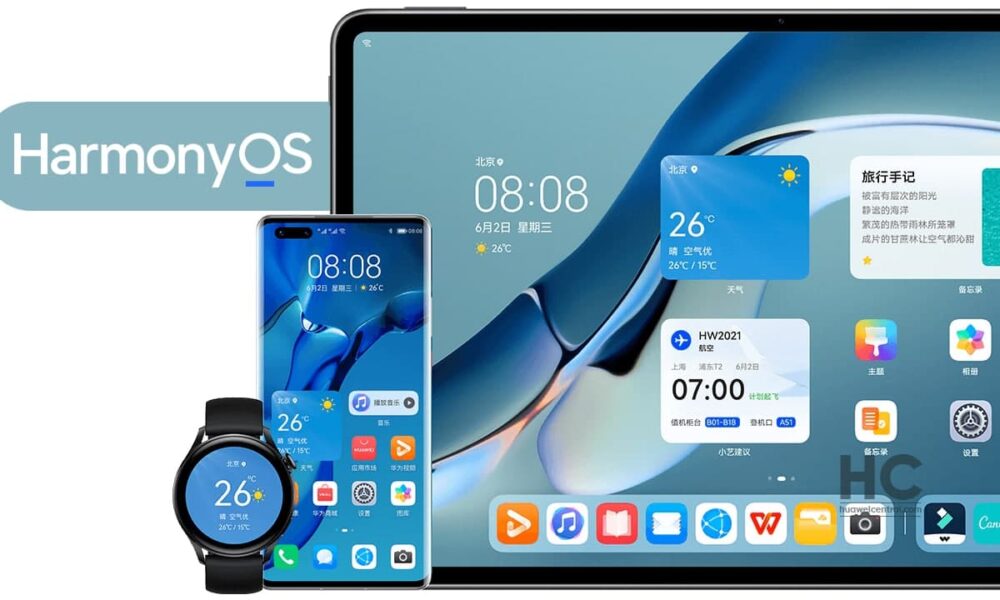 HarmonyOS
北京
08:08
6月2日 星期三
26°C
北京
26°C
晴 空气优
26°C / 15°C
天气
旅行手记
被富有层次的阳光
静谧的海洋
繁茂的热带雨林所笼罩
成片的甘蔗林让空气都沁甜
备忘录
HW2021
航空
上海 浦东T2 6月2日
07:00 计划起飞
值机柜台 B01-B18 登机口 A51
小艺建议
主题
相册
备忘录
设置
HC
huaweicentral.com
W
Can
08:08
08:08
6月2日 星期三 26°C
北京
26°C
晴 空气优
26°C / 15°C
天气
播放音乐
音乐
HUAWEI
应用市场
华为视频
华为商城
设置
图库
北京
26°C
晴 空气优
26°C / 15°C